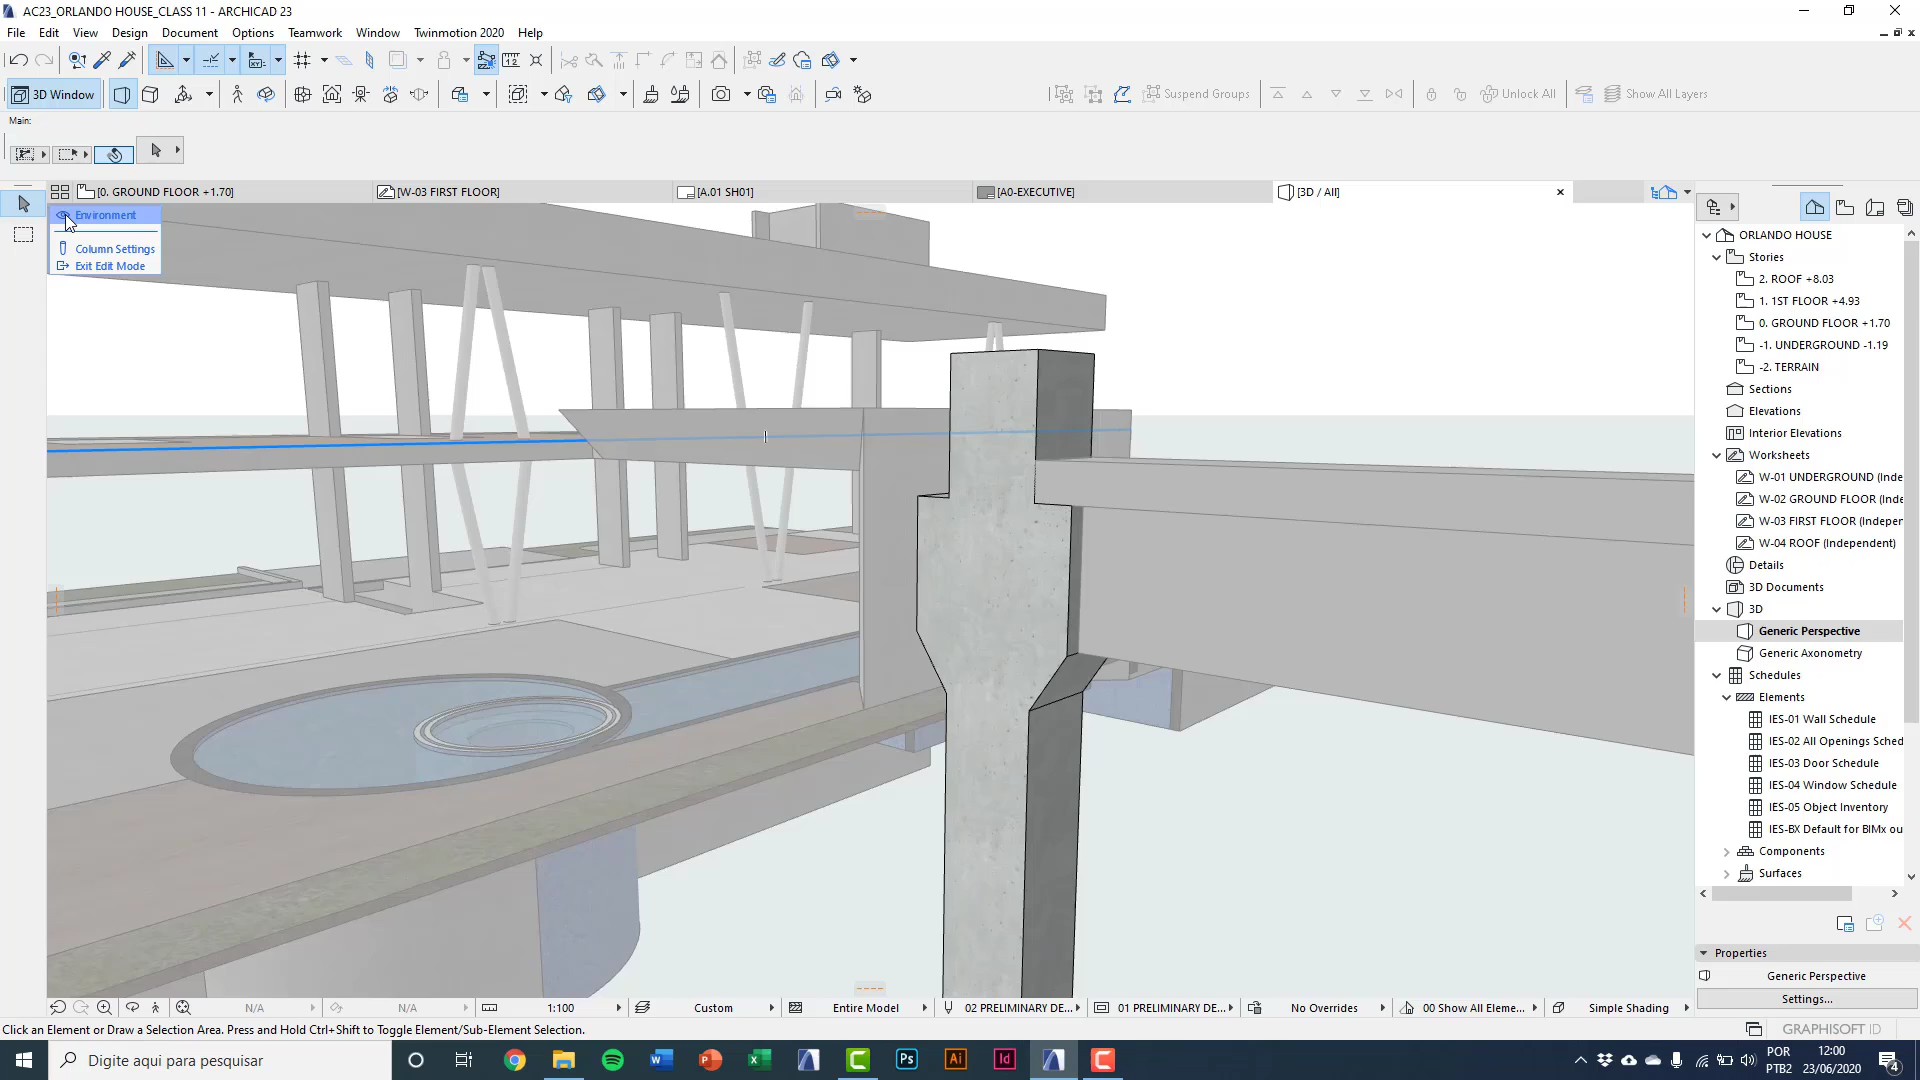 AC23_ORLANDO HOUSE_CLASS 11 - ARCHICAD 23
File Edit View Design Document Options Teamwork Window Twinmotion 2020 Help
3D Window
Suspend Groups
Unlock All
Show All Layers
Main:
[0. GROUND FLOOR +1.70]
[W-03 FIRST FLOOR]
[A.01 SH01]
[A0-EXECUTIVE]
[3D / All]
Environment
Column Settings
Exit Edit Mode
ORLANDO HOUSE
Stories
2. ROOF +8.03
1. 1ST FLOOR +4.93
0. GROUND FLOOR +1.70
-1. UNDERGROUND -1.19
-2. TERRAIN
Sections
Elevations
Interior Elevations
Worksheets
W-01 UNDERGROUND (Inde
W-02 GROUND FLOOR (Inde
W-03 FIRST FLOOR (Indepen
W-04 ROOF (Independent)
Details
3D Documents
3D
Generic Perspective
Generic Axonometry
Schedules
Elements
IES-01 Wall Schedule
IES-02 All Openings Sched
IES-03 Door Schedule
IES-04 Window Schedule
IES-05 Object Inventory
IES-BX Default for BIMx ou
Components
Surfaces
Properties
Generic Perspective
Settings...
N/A
N/A
1:100
Custom
Entire Model
02 PRELIMINARY DE...
01 PRELIMINARY DE...
No Overrides
00 Show All Eleme...
Simple Shading
Click an Element or Draw a Selection Area. Press and Hold Ctrl+Shift to Toggle Element/Sub-Element Selection.
GRAPHISOFT ID
Digite aqui para pesquisar
POR
PTB2
12:00
23/06/2020
4